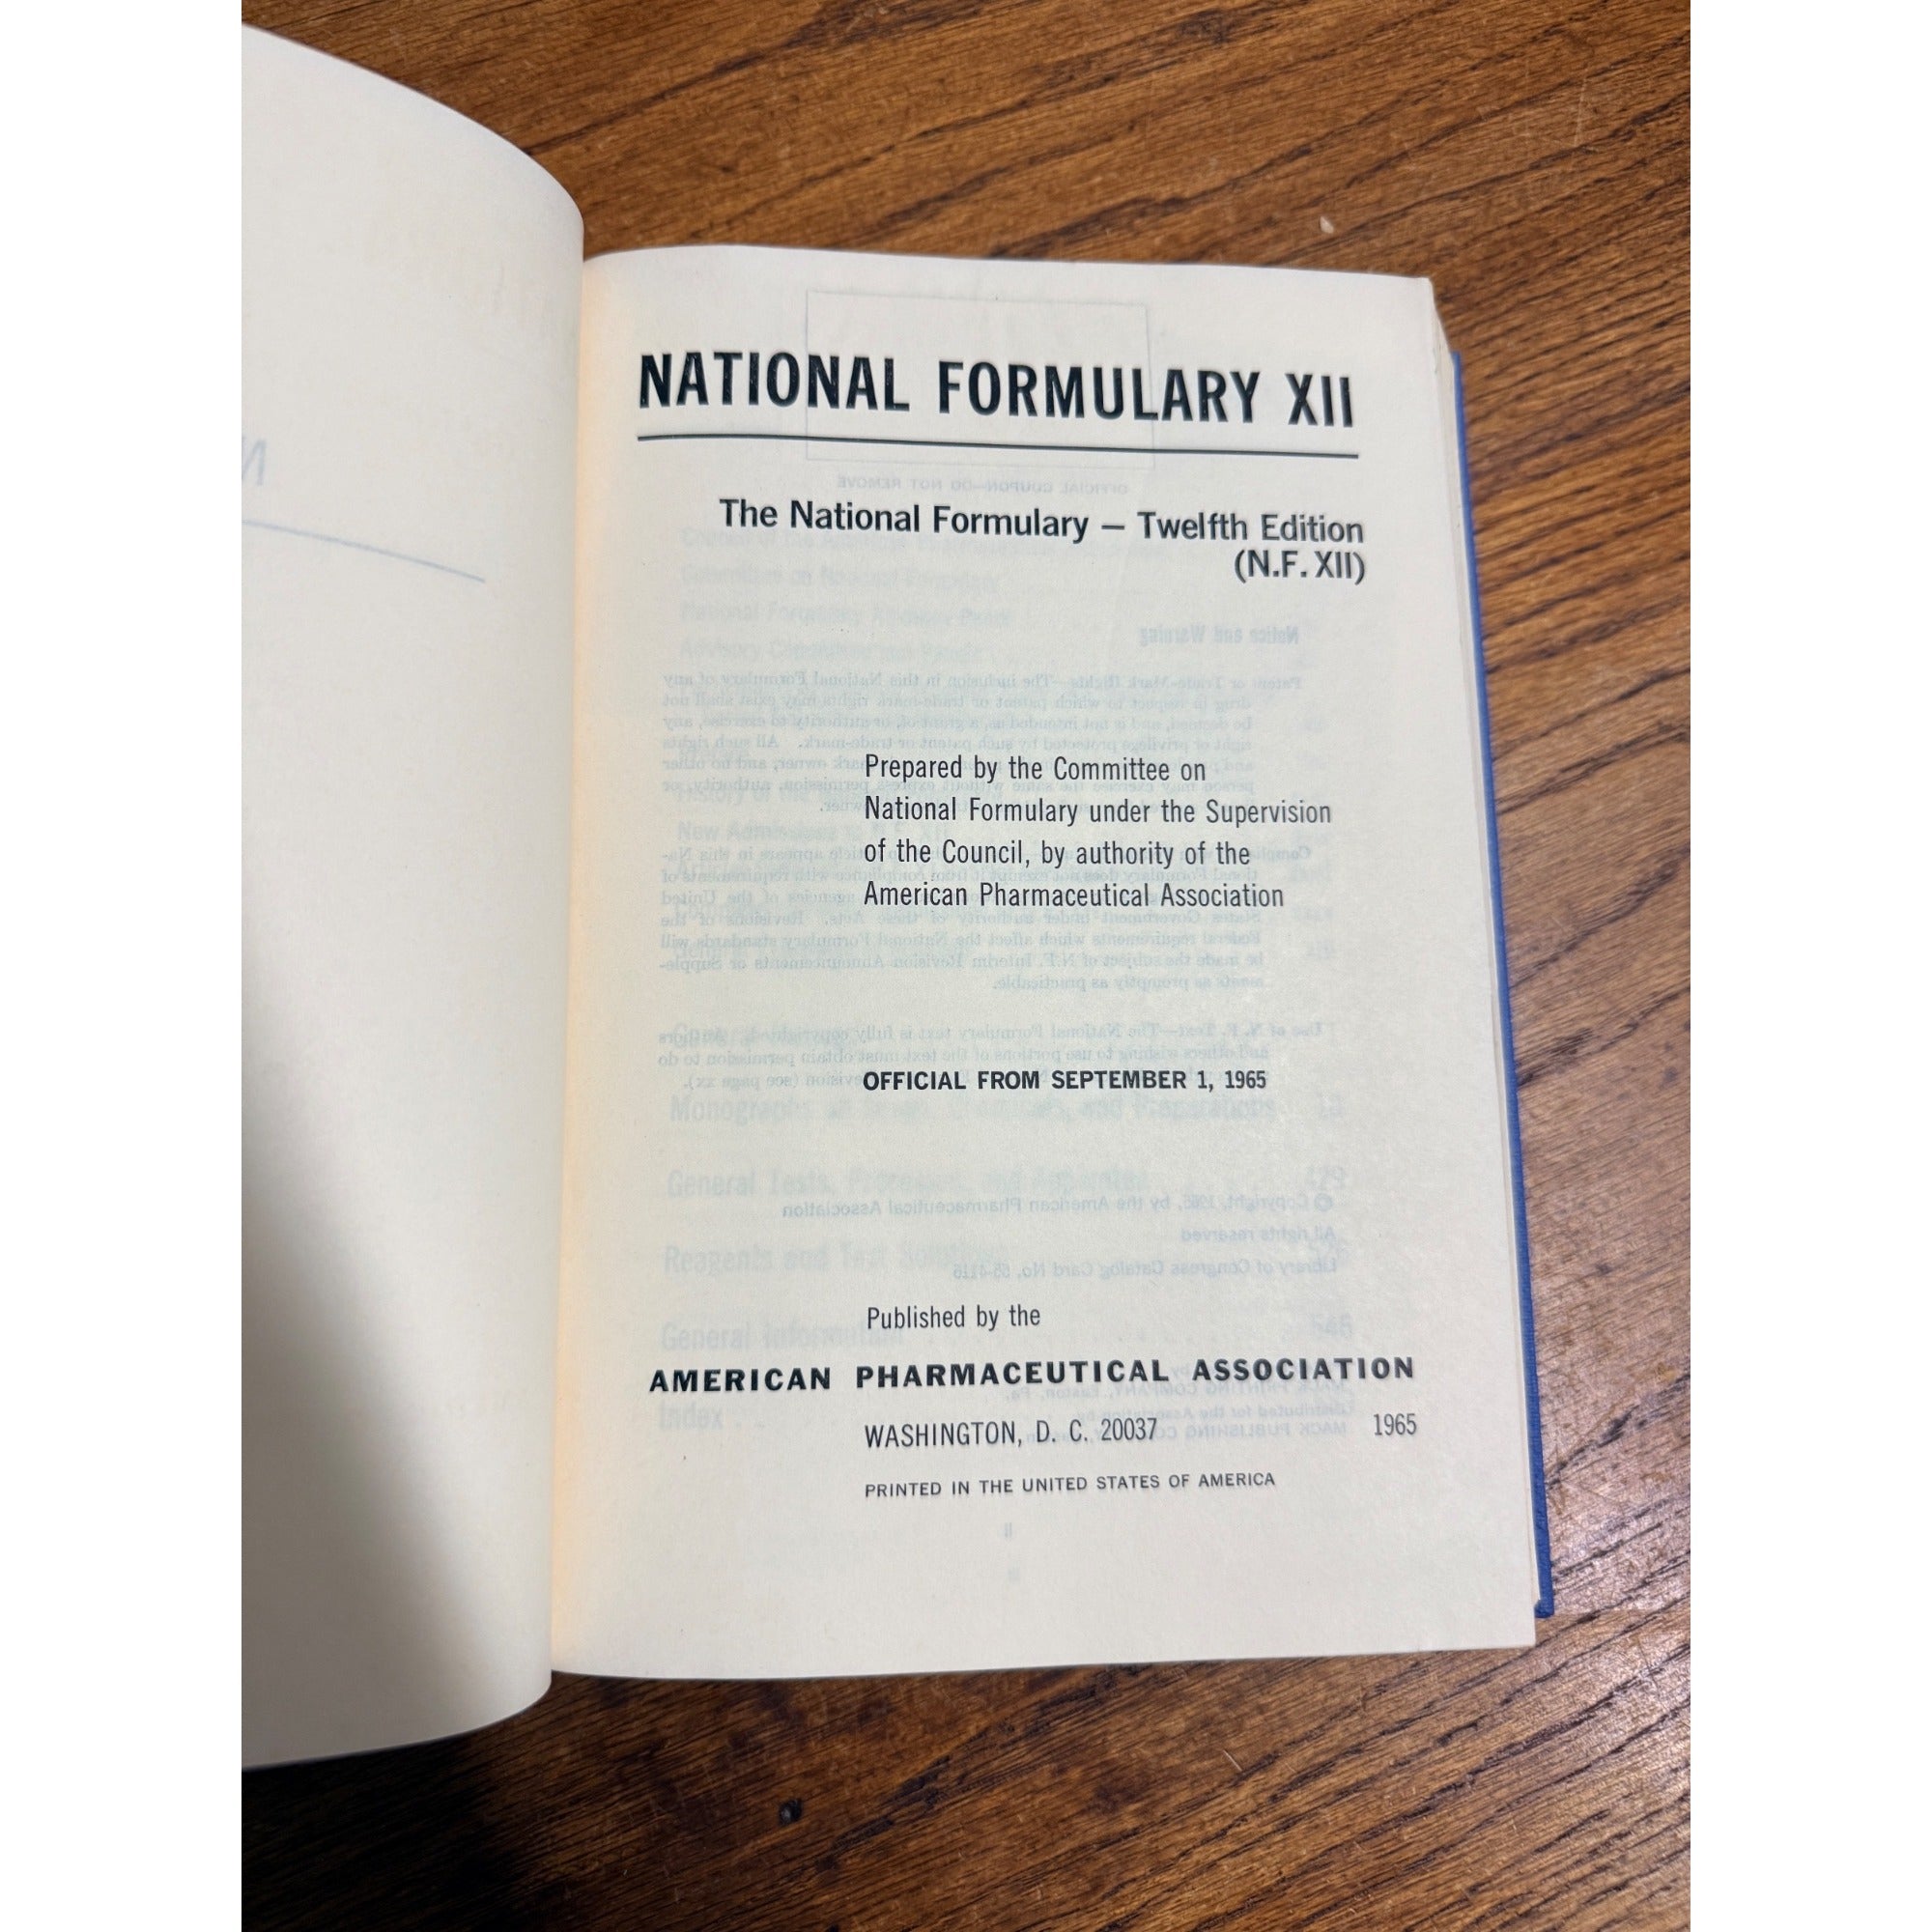 NATIONAL FORMULARY XII
The National Formulary – Twelfth Edition
(N.F. XII)
Prepared by the Committee on
National Formulary under the Supervision
of the Council, by authority of the
American Pharmaceutical Association
OFFICIAL FROM SEPTEMBER 1, 1965
Published by the
AMERICAN PHARMACEUTICAL ASSOCIATION
WASHINGTON, D. C. 20037 1965
PRINTED IN THE UNITED STATES OF AMERICA